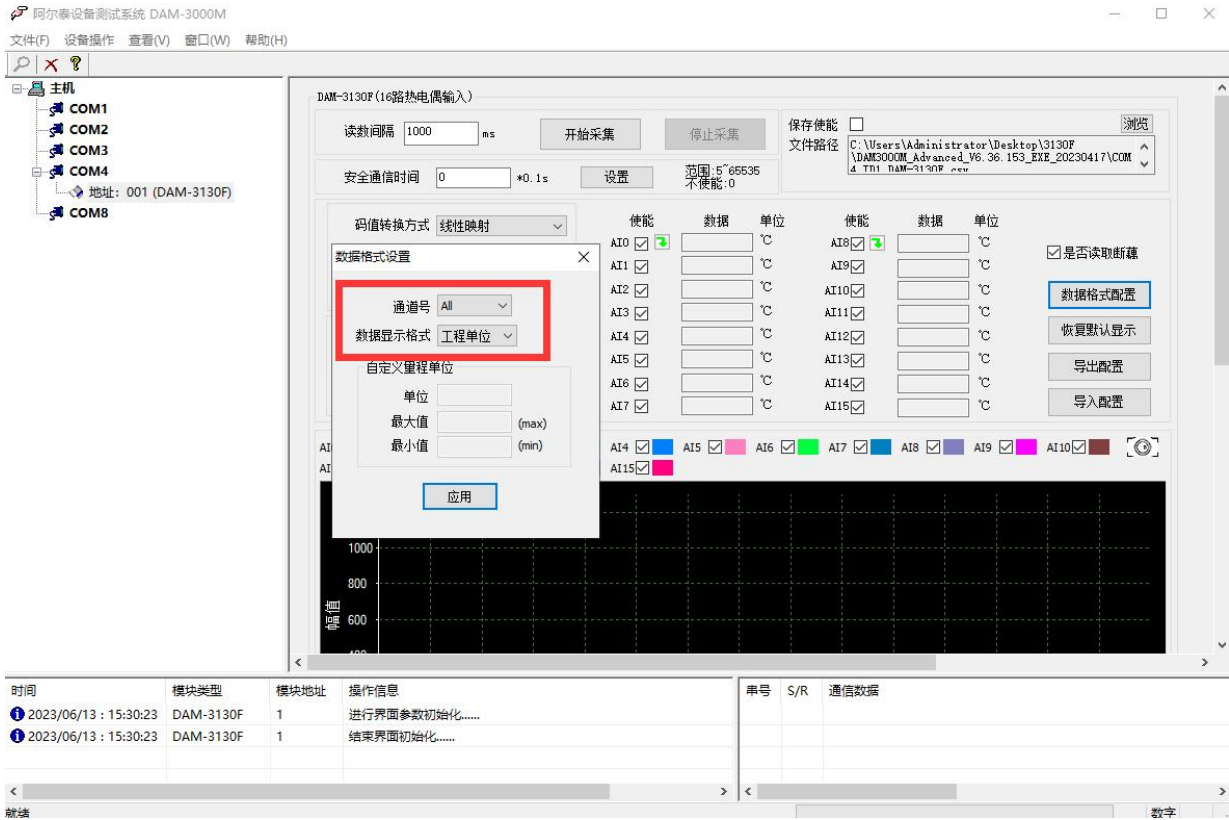 阿尔泰设备测试系统 DAM-3000M
文件(F) 设备操作 查看(V) 窗口(W) 帮助(H)
主机
COM1
COM2
COM3
COM4
地址: 001 (DAM-3130F)
COM8
DAM-3130F(16路热电偶输入)
读数间隔 1000 ms 开始采集 停止采集
安全通信时间 0 *0.1s 设置 范围:5~65535
不使能:0
保存使能 浏览
文件路径 C:\Users\Administrator\Desktop\3130F
\DAM3000M_Advanced_V6.36.153_EXE_20230417\COM
4_ID1_DAM-3130F.csv
码值转换方式 线性映射
使能 数据 单位 使能 数据 单位
AI0 ℃ AI8 ℃
AI1 ℃ AI9 ℃
AI2 ℃ AI10 ℃
AI3 ℃ AI11 ℃
AI4 ℃ AI12 ℃
AI5 ℃ AI13 ℃
AI6 ℃ AI14 ℃
AI7 ℃ AI15 ℃
是否读取断藕
数据格式配置
恢复默认显示
导出配置
导入配置
数据格式设置
通道号 All
数据显示格式 工程单位
自定义量程单位
单位
最大值 (max)
最小值 (min)
应用
AI4 AI5 AI6 AI7 AI8 AI9 AI10
AI15
1000
800
600
幅值
时间 模块类型 模块地址 操作信息
2023/06/13 : 15:30:23 DAM-3130F 1 进行界面参数初始化......
2023/06/13 : 15:30:23 DAM-3130F 1 结束界面初始化......
串号 S/R 通信数据
就绪
数字